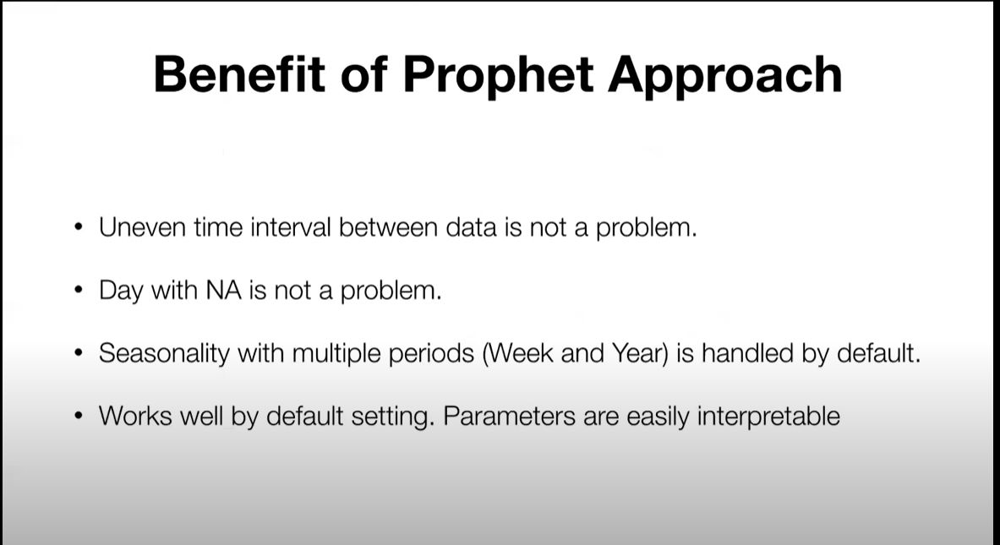 Benefit of Prophet Approach
• Uneven time interval between data is not a problem.
• Day with NA is not a problem.
• Seasonality with multiple periods (Week and Year) is handled by default.
• Works well by default setting. Parameters are easily interpretable